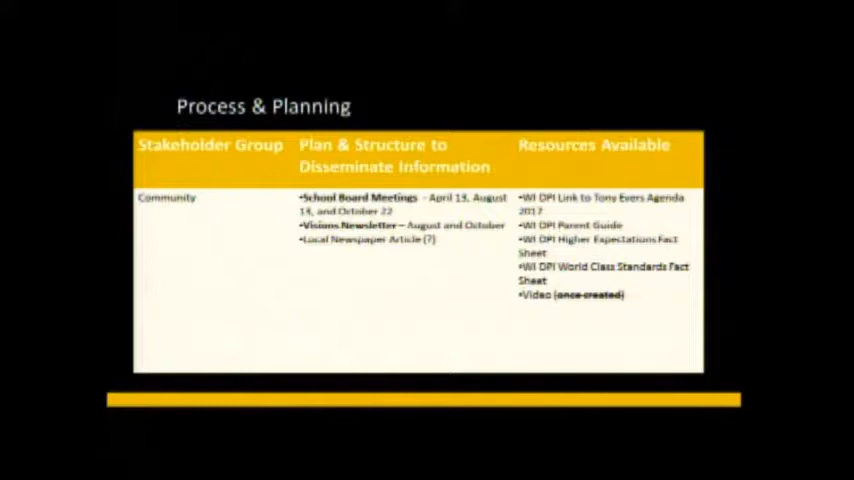 Process & Planning
Stakeholder Group
Plan & Structure to
Disseminate Information
Resources Available
Community
•School Board Meetings – April 13, August
13, and October 22
•Visions Newsletter – August and October
•Local Newspaper Article (?)
•WI DPI Link to Tony Evers Agenda
2017
•WI DPI Parent Guide
•WI DPI Higher Expectations Fact
Sheet
•WI DPI World Class Standards Fact
Sheet
•Video (once created)